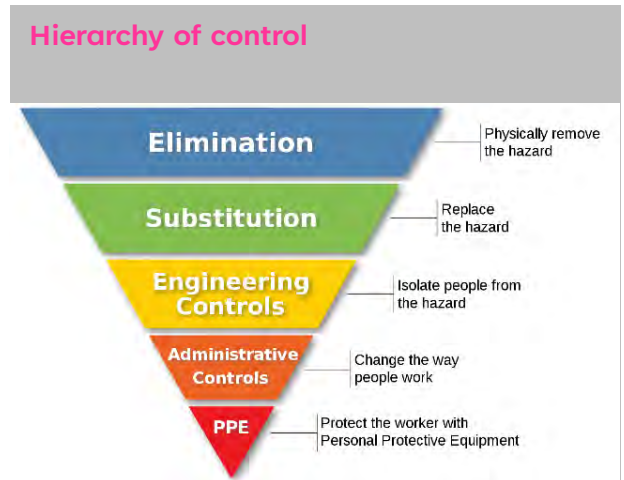 Hierarchy of control
Elimination
Physically remove
the hazard
Substitution
Replace
the hazard
Engineering
Controls
Isolate people from
the hazard
Administrative
Controls
Change the way
people work
PPE
Protect the worker with
Personal Protective Equipment